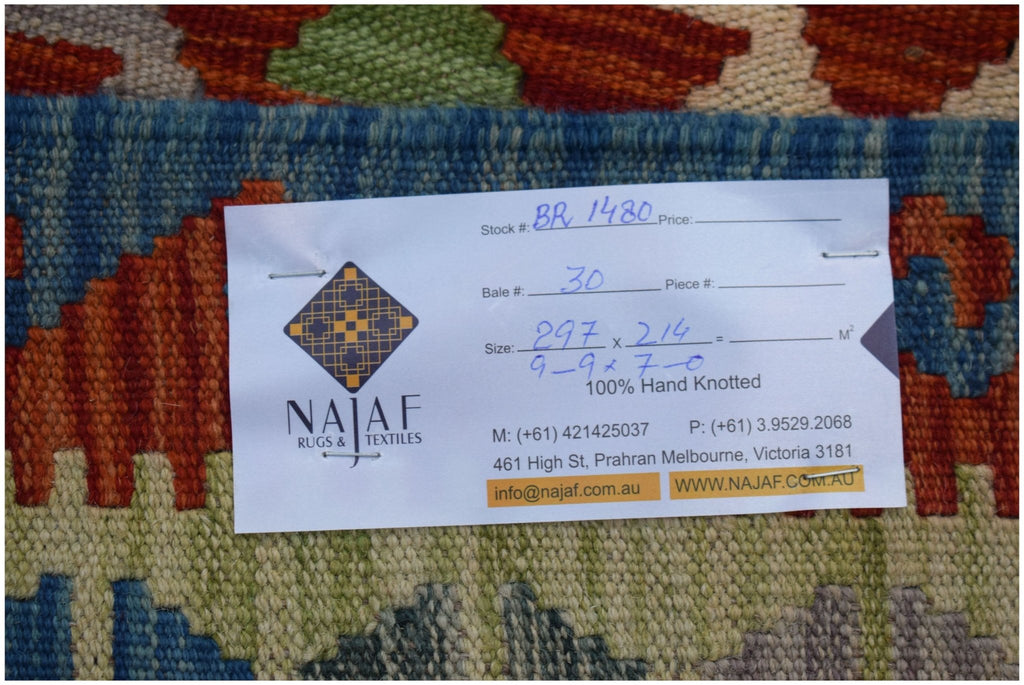 Stock #: BR 1480 Price:
Bale #: 30 Piece #:
Size: 297 x 214 = M²
9-9 x 7-0
100% Hand Knotted
NAJAF
RUGS & TEXTILES
M: (+61) 421425037 P: (+61) 3.9529.2068
461 High St, Prahran Melbourne, Victoria 3181
info@najaf.com.au WWW.NAJAF.COM.AU